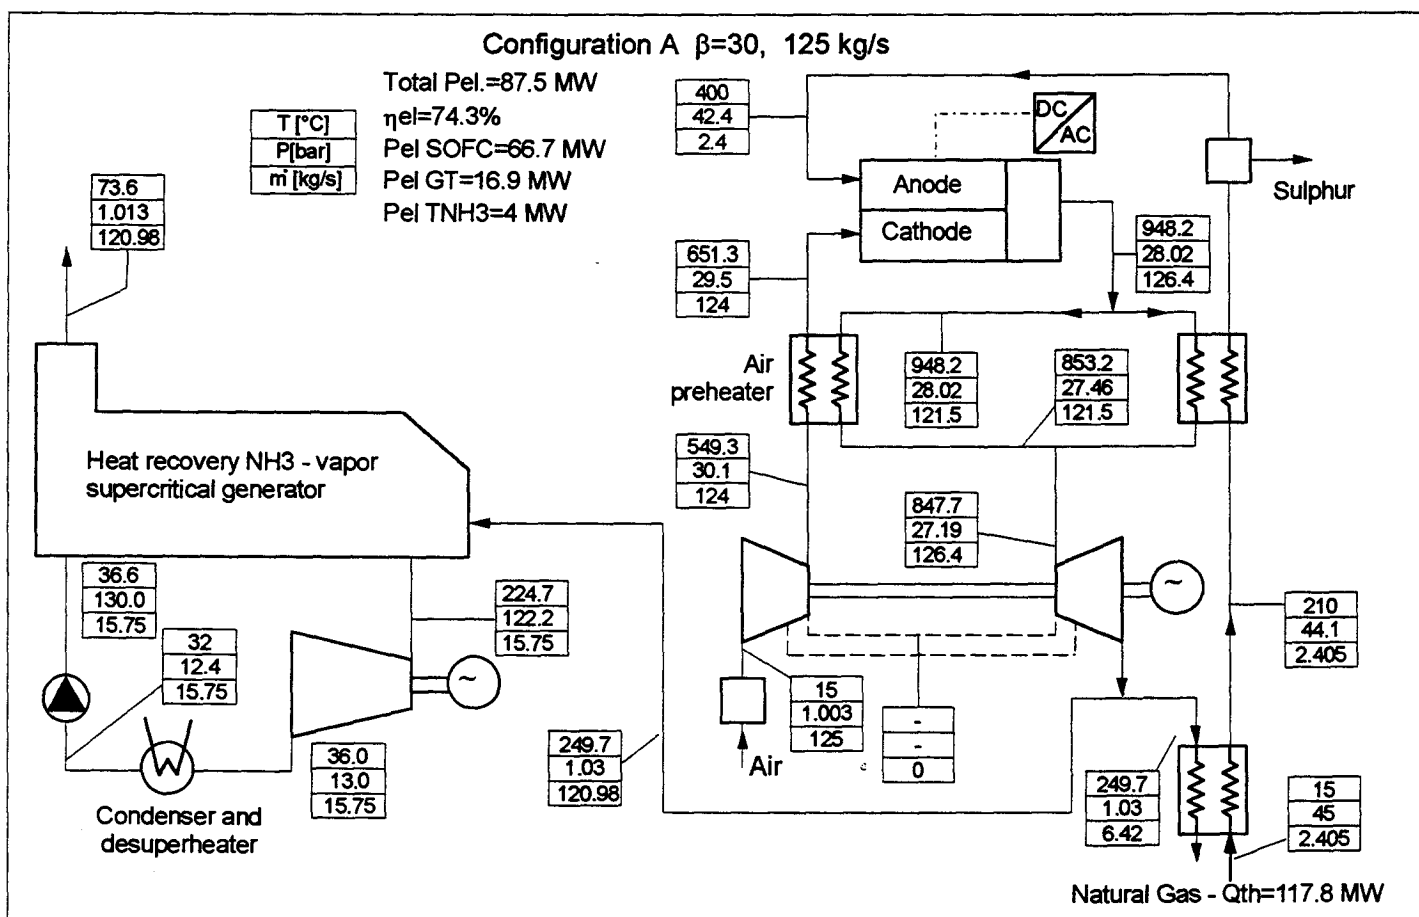 Configuration A β=30, 125 kg/s
Total Pel.=87.5 MW
ηel=74.3%
Pel SOFC=66.7 MW
Pel GT=16.9 MW
Pel TNH3=4 MW
T [°C]
P[bar]
ṁ [kg/s]
73.6
1.013
120.98
400
42.4
2.4
DC
AC
Anode
Cathode
Sulphur
651.3
29.5
124
948.2
28.02
126.4
Air
preheater
948.2
28.02
121.5
853.2
27.46
121.5
549.3
30.1
124
847.7
27.19
126.4
Heat recovery NH3 - vapor
supercritical generator
36.6
130.0
15.75
224.7
122.2
15.75
32
12.4
15.75
~
~
36.0
13.0
15.75
Condenser and
desuperheater
249.7
1.03
120.98
15
1.003
125
Air
-
-
0
210
44.1
2.405
249.7
1.03
6.42
15
45
2.405
Natural Gas - Qth=117.8 MW